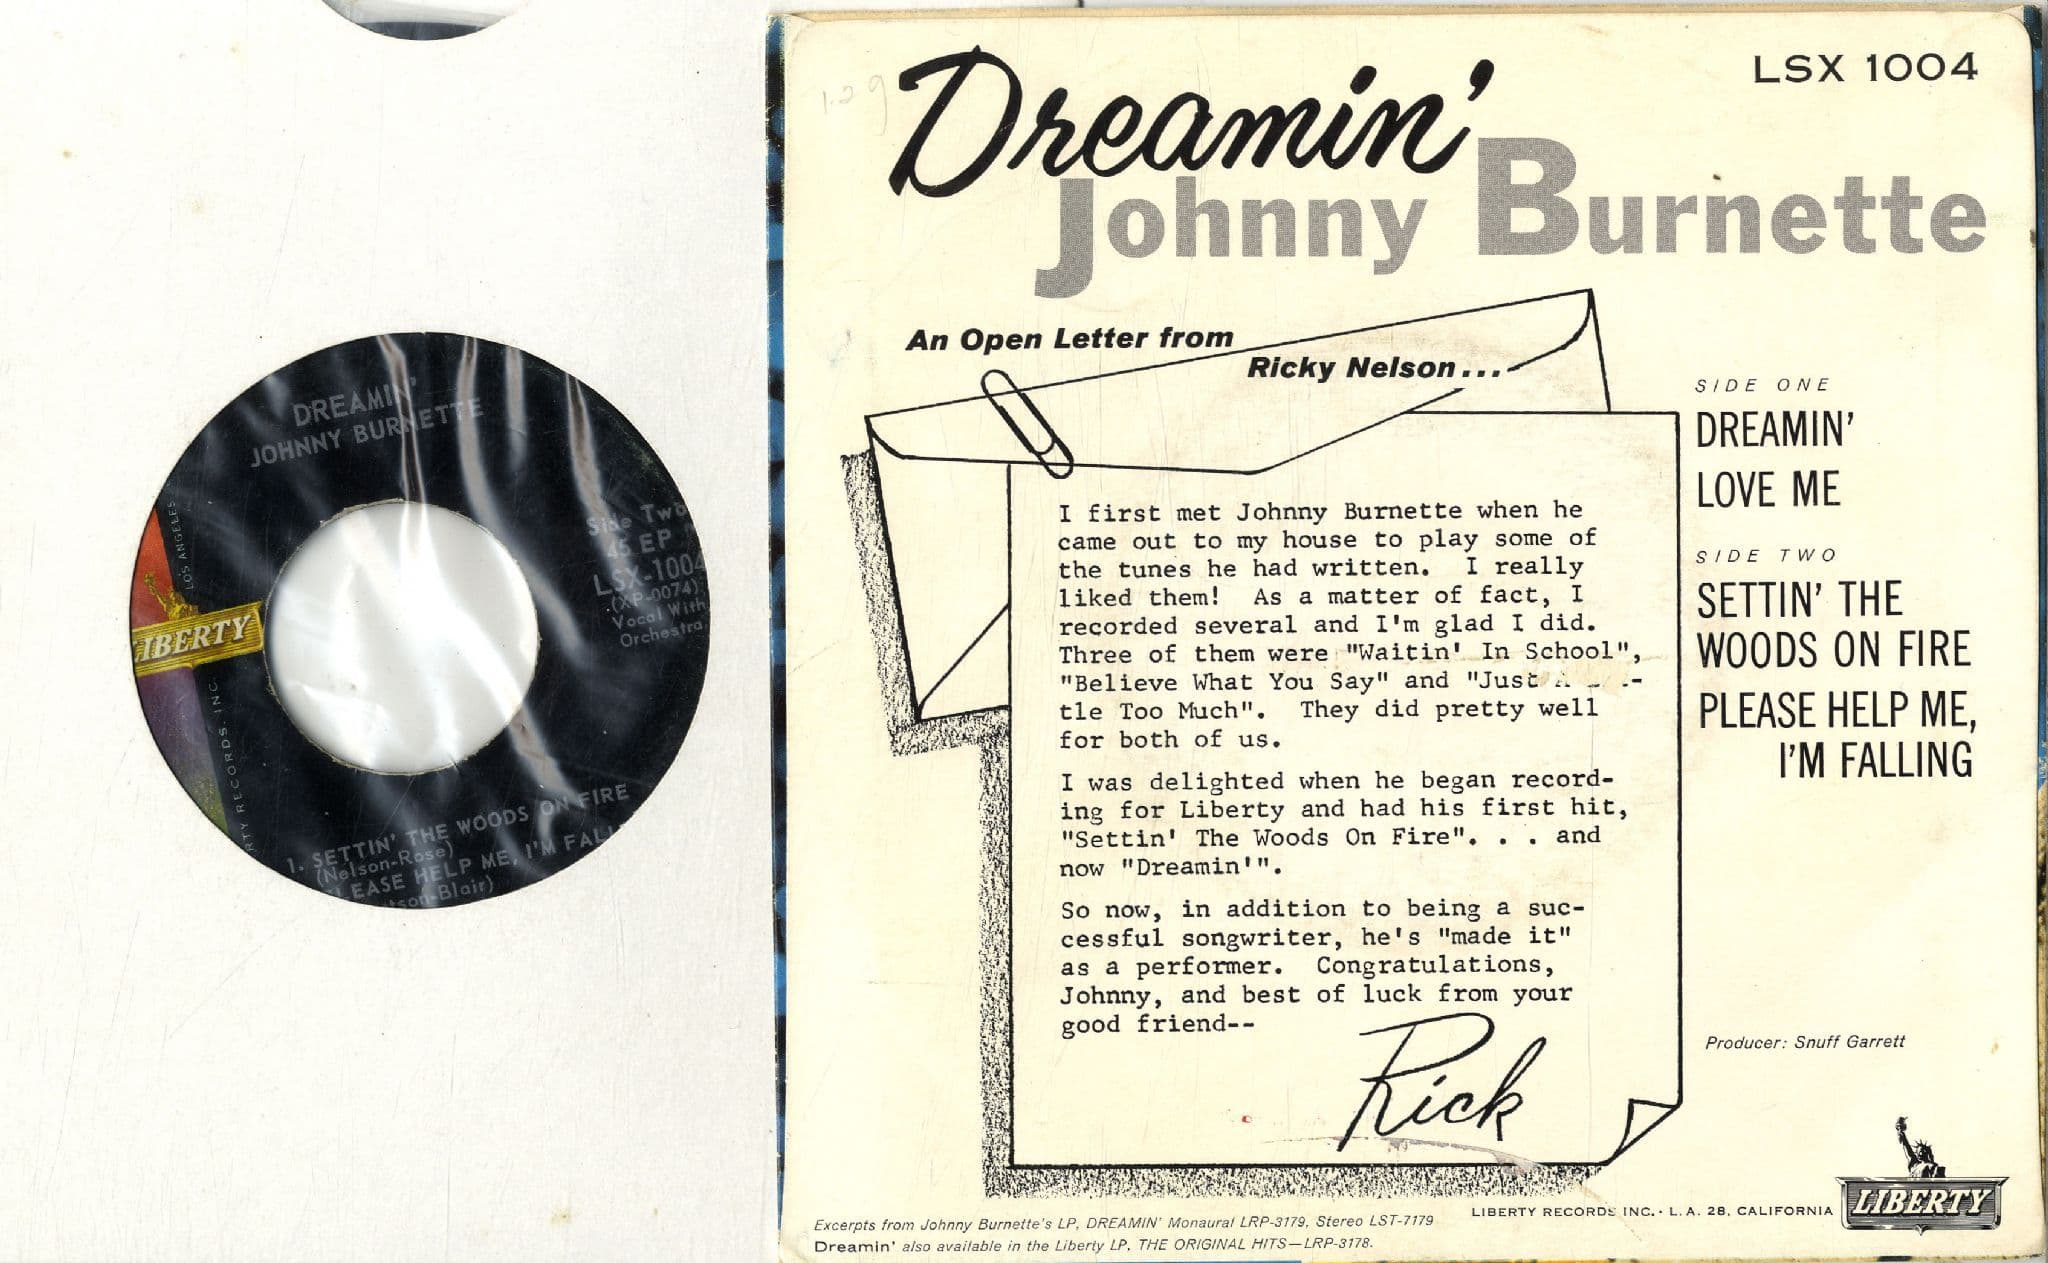 DREAMIN'
JOHNNY BURNETTE
LOS ANGELES
Side Two
45 EP
LSX-1004
(XP-0074)
Vocal With
Orchestra
LIBERTY
RTY RECORDS, INC.
1. SETTIN' THE WOODS ON FIRE
(Nelson-Rose)
LEASE HELP ME, I'M FALL
tson-Blair)
1.29
Dreamin'
LSX 1004
Johnny Burnette
An Open Letter from
Ricky Nelson...
I first met Johnny Burnette when he
came out to my house to play some of
the tunes he had written. I really
liked them! As a matter of fact, I
recorded several and I'm glad I did.
Three of them were "Waitin' In School",
"Believe What You Say" and "Just A
tle Too Much". They did pretty well
for both of us.
I was delighted when he began record-
ing for Liberty and had his first hit,
"Settin' The Woods On Fire". . . and
now "Dreamin'".
So now, in addition to being a suc-
cessful songwriter, he's "made it"
as a performer. Congratulations,
Johnny, and best of luck from your
good friend--
Rick
SIDE ONE
DREAMIN'
LOVE ME
SIDE TWO
SETTIN' THE
WOODS ON FIRE
PLEASE HELP ME,
I'M FALLING
Producer: Snuff Garrett
Excerpts from Johnny Burnette's LP, DREAMIN' Monaural LRP-3179, Stereo LST-7179
Dreamin' also available in the Liberty LP, THE ORIGINAL HITS—LRP-3178.
LIBERTY RECORDS INC. · L.A. 28, CALIFORNIA
LIBERTY